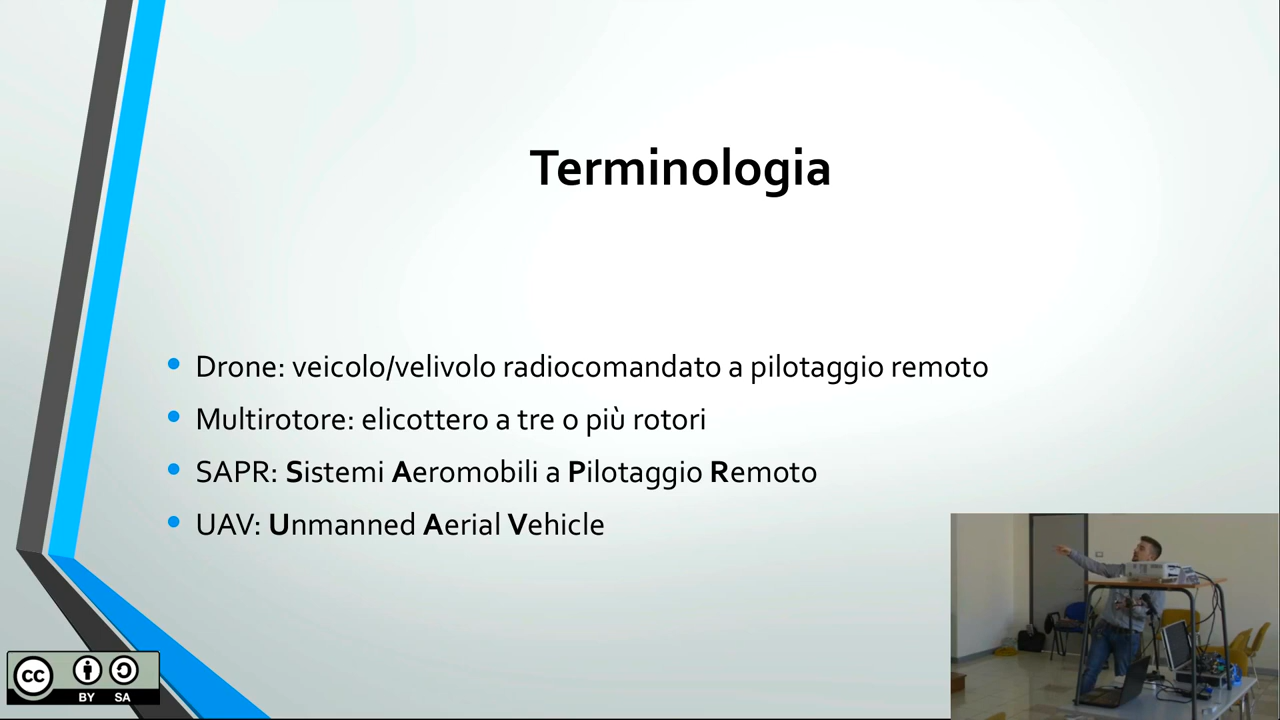 Terminologia
Drone: veicolo/velivolo radiocomandato a pilotaggio remoto
Multirotore: elicottero a tre o più rotori
SAPR: Sistemi Aeromobili a Pilotaggio Remoto
UAV: Unmanned Aerial Vehicle
CC
BY SA